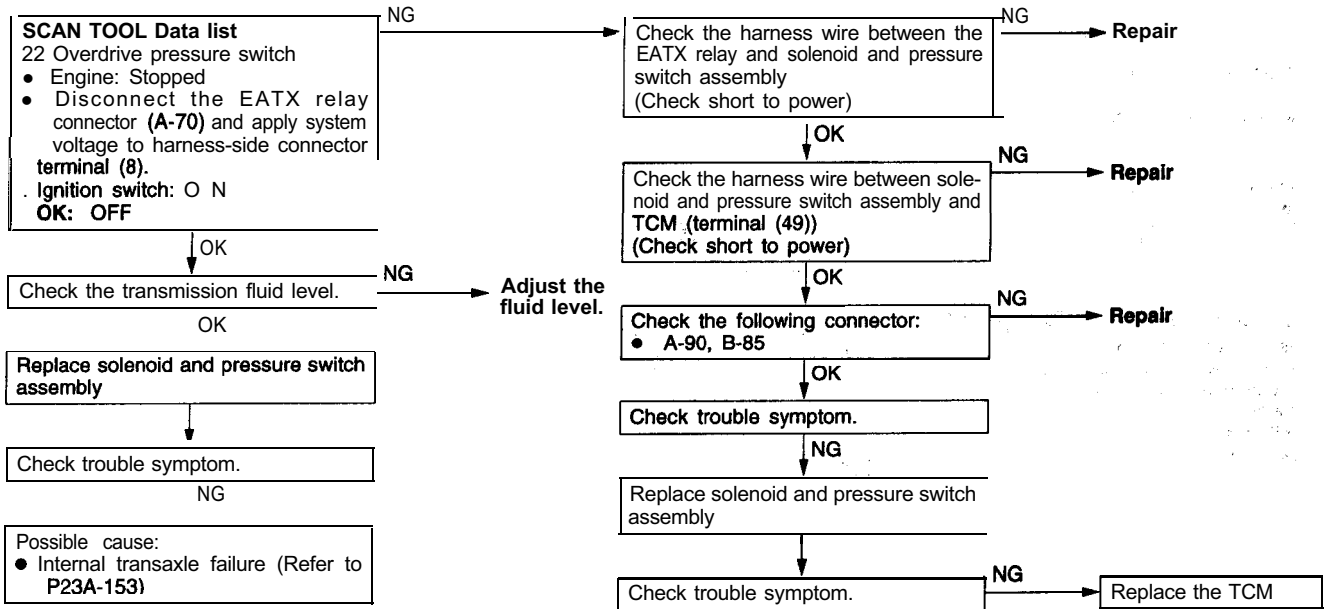 SCAN TOOL Data list
22 Overdrive pressure switch
● Engine: Stopped
● Disconnect the EATX relay
connector (A-70) and apply system
voltage to harness-side connector
terminal (8).
. Ignition switch: O N
OK: OFF
NG
OK
Check the transmission fluid level.
NG
Adjust the
fluid level.
OK
Replace solenoid and pressure switch
assembly
Check trouble symptom.
NG
Possible cause:
● Internal transaxle failure (Refer to
P23A-153)
Check the harness wire between the
EATX relay and solenoid and pressure
switch assembly
(Check short to power)
NG
Repair
OK
Check the harness wire between sole-
noid and pressure switch assembly and
TCM (terminal (49))
(Check short to power)
NG
Repair
OK
Check the following connector:
● A-90, B-85
NG
Repair
OK
Check trouble symptom.
NG
Replace solenoid and pressure switch
assembly
Check trouble symptom.
NG
Replace the TCM